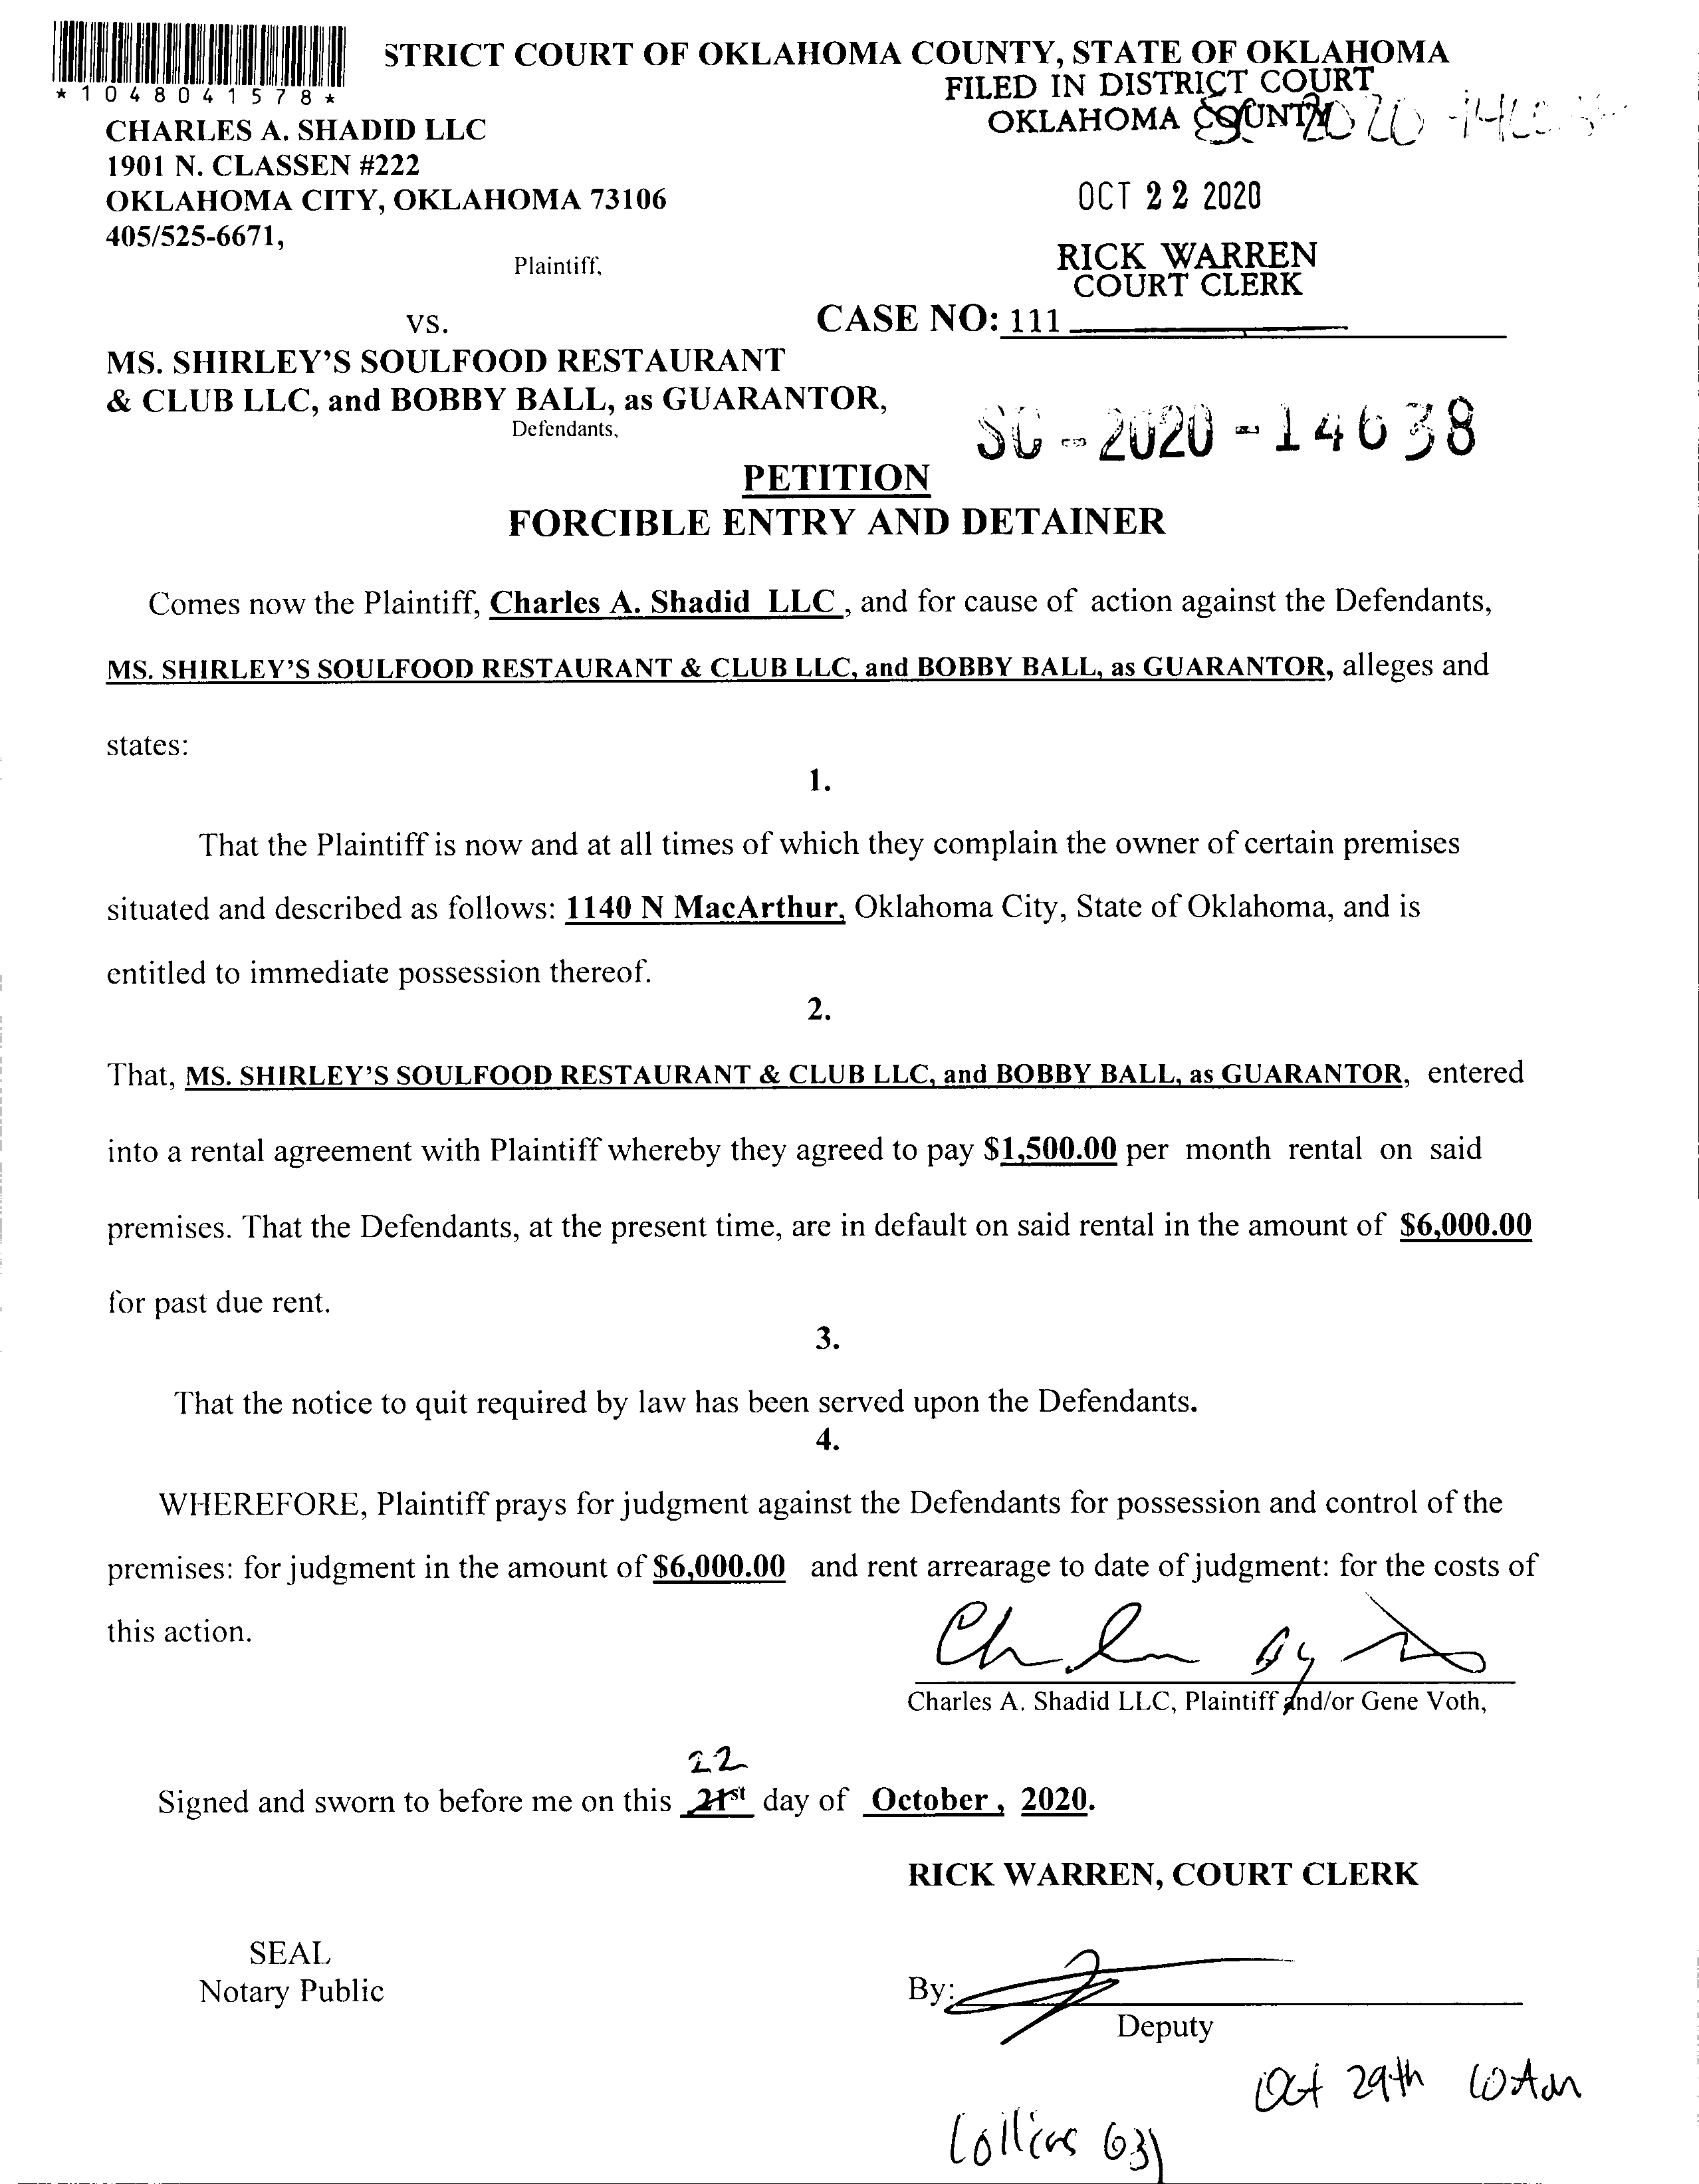 STRICT COURT OF OKLAHOMA COUNTY, STATE OF OKLAHOMA
FILED IN DISTRICT COURT
OKLAHOMA COUNTY
*1048041578*
CHARLES A. SHADID LLC
1901 N. CLASSEN #222
OKLAHOMA CITY, OKLAHOMA 73106
405/525-6671,
Plaintiff,
OCT 22 2020
RICK WARREN
COURT CLERK
vs.
CASE NO: 111
MS. SHIRLEY'S SOULFOOD RESTAURANT
& CLUB LLC, and BOBBY BALL, as GUARANTOR,
Defendants,
SC-2020-14638
PETITION
FORCIBLE ENTRY AND DETAINER
Comes now the Plaintiff, Charles A. Shadid LLC , and for cause of action against the Defendants,
MS. SHIRLEY'S SOULFOOD RESTAURANT & CLUB LLC, and BOBBY BALL, as GUARANTOR, alleges and
states:
1.
That the Plaintiff is now and at all times of which they complain the owner of certain premises
situated and described as follows: 1140 N MacArthur, Oklahoma City, State of Oklahoma, and is
entitled to immediate possession thereof.
2.
That, MS. SHIRLEY'S SOULFOOD RESTAURANT & CLUB LLC, and BOBBY BALL, as GUARANTOR, entered
into a rental agreement with Plaintiff whereby they agreed to pay $1,500.00 per month rental on said
premises. That the Defendants, at the present time, are in default on said rental in the amount of $6,000.00
for past due rent.
3.
That the notice to quit required by law has been served upon the Defendants.
4.
WHEREFORE, Plaintiff prays for judgment against the Defendants for possession and control of the
premises: for judgment in the amount of $6,000.00 and rent arrearage to date of judgment: for the costs of
this action.
Charles A. Shadid LLC, Plaintiff and/or Gene Voth,
22
Signed and sworn to before me on this 21st day of October , 2020.
RICK WARREN, COURT CLERK
SEAL
Notary Public
By:
Deputy
Oct 29th 10Am
Collins 631